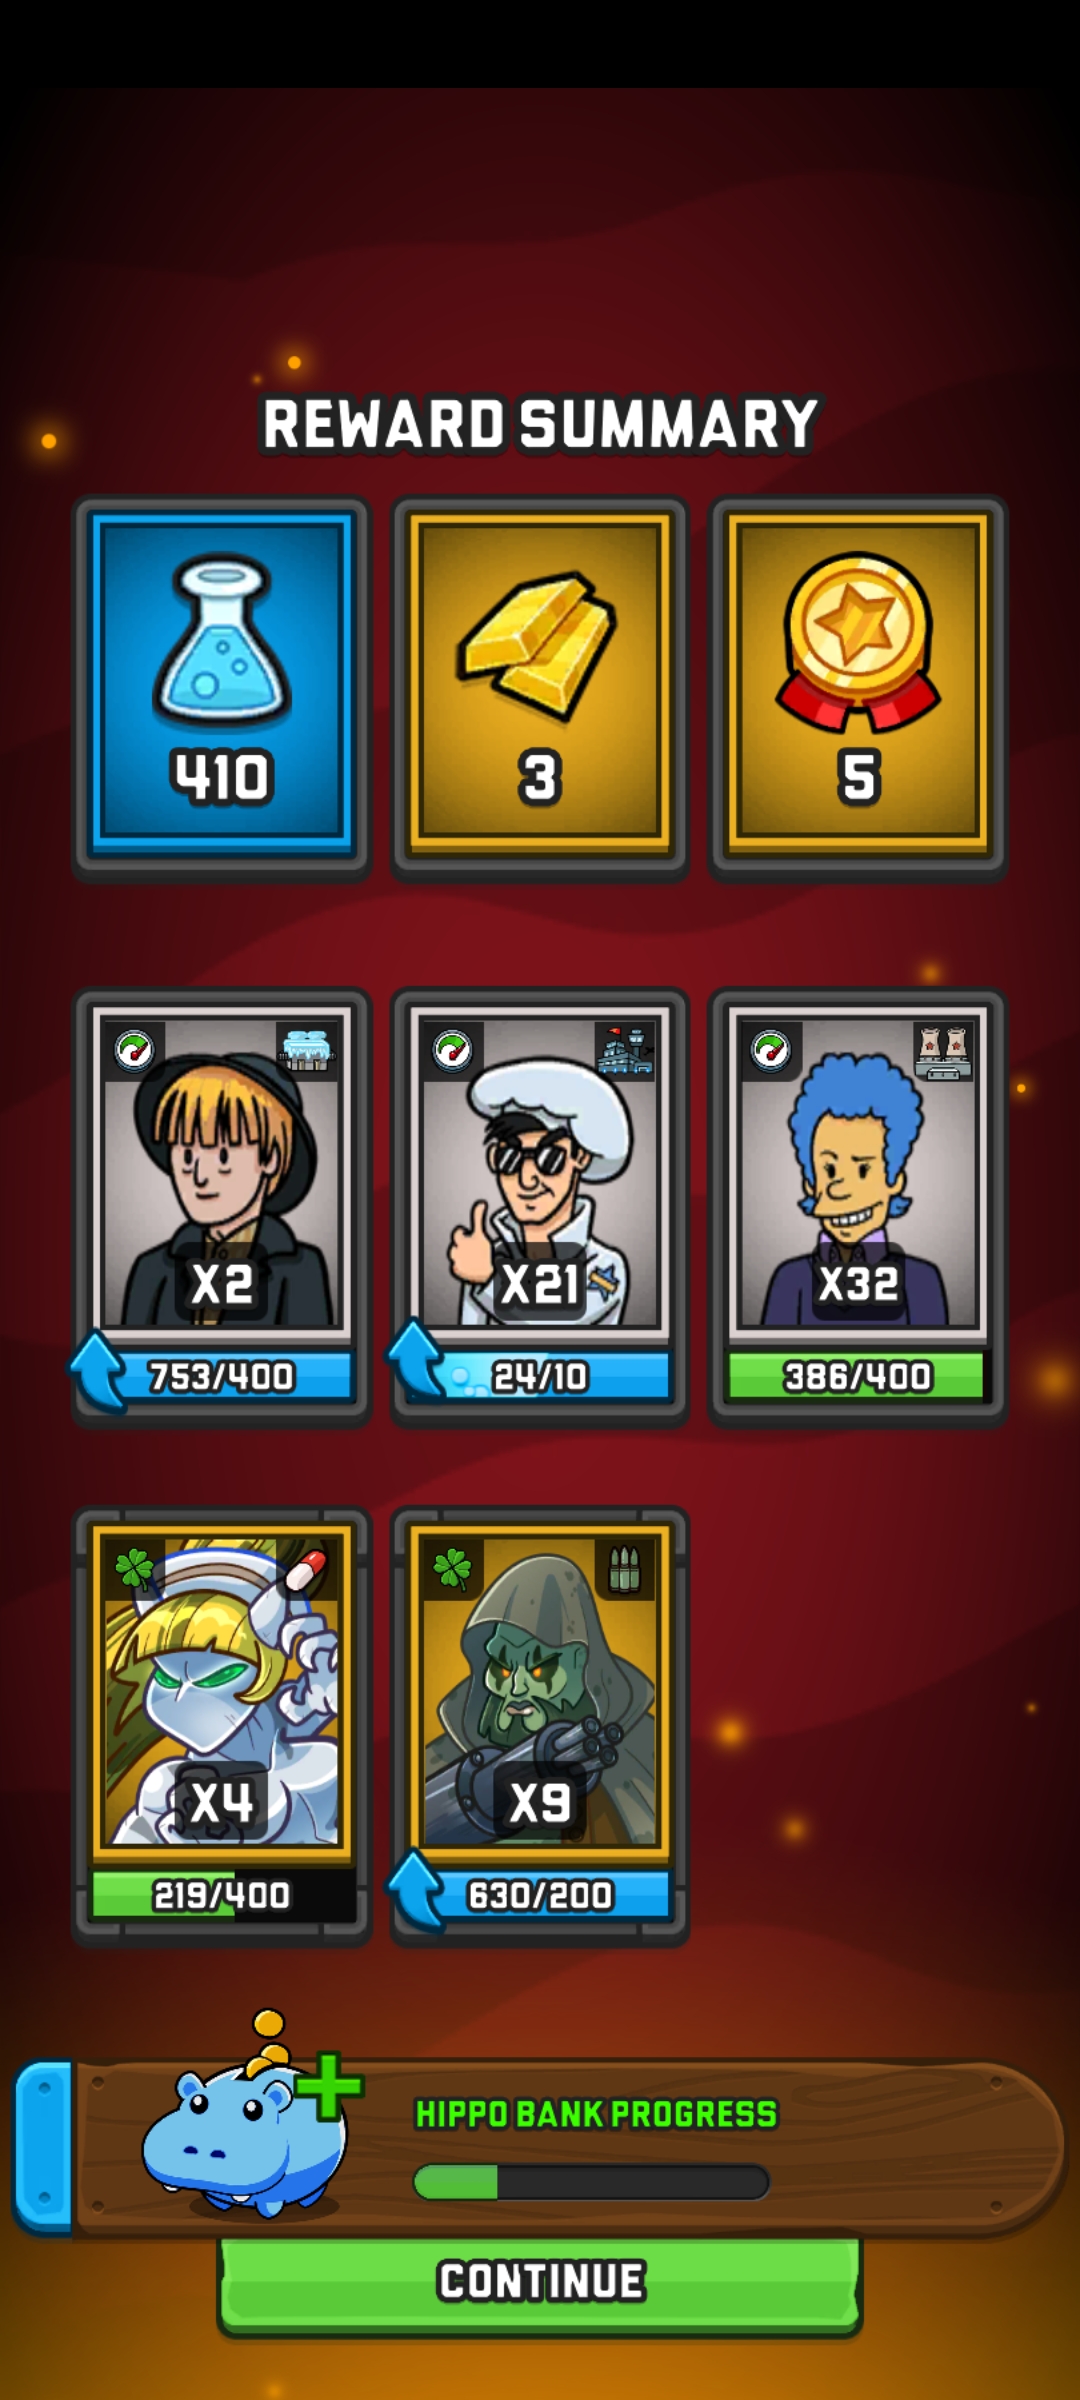 REWARD SUMMARY
410
3
5
X2
X21
X32
753/400
24/10
386/400
X4
X9
219/400
630/200
HIPPO BANK PROGRESS
CONTINUE